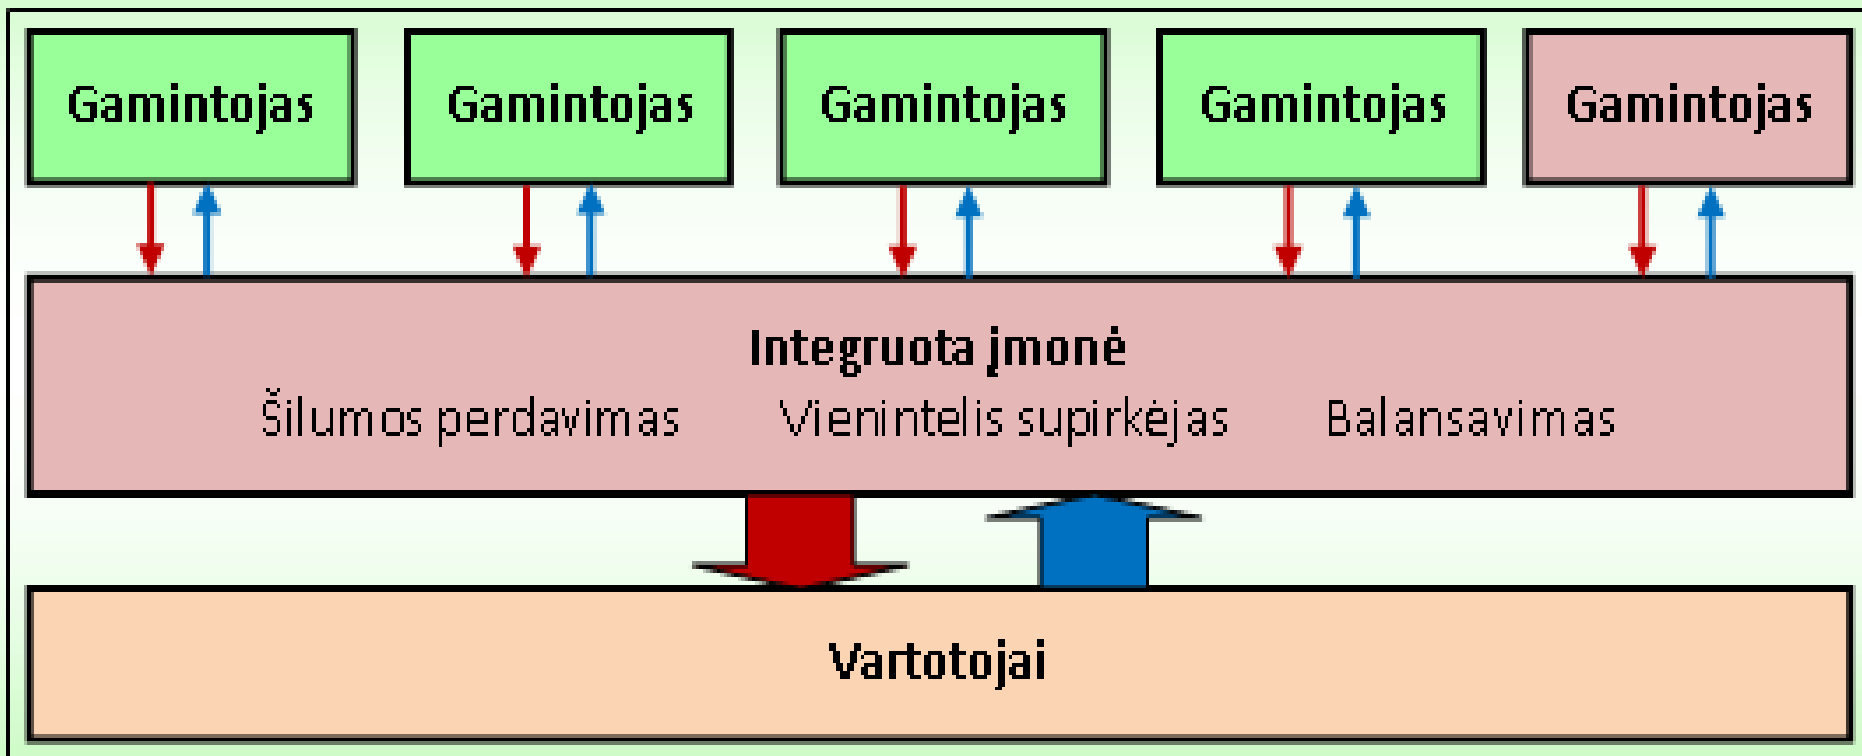 Gamintojas Gamintojas Gamintojas Gamintojas Gamintojas
Integruota įmonė
Šilumos perdavimas Vienintelis supirkėjas Balansavimas
Vartotojai